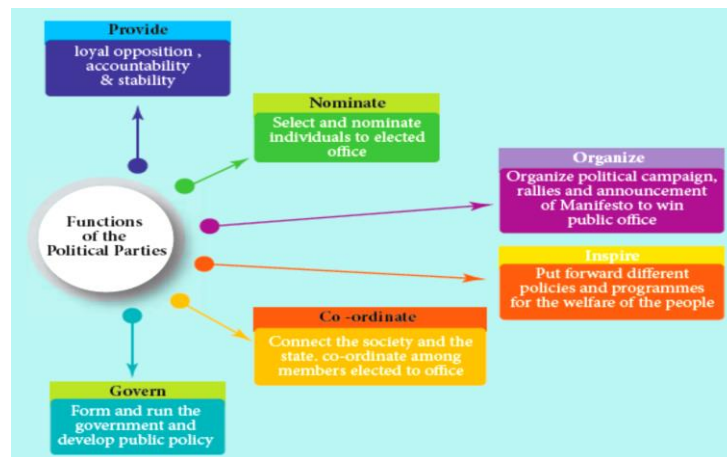 Provide
loyal opposition ,
accountability
& stability
Nominate
Select and nominate
individuals to elected
office
Organize
Organize political campaign,
rallies and announcement
of Manifesto to win
public office
Functions
of the
Political Parties
Inspire
Put forward different
policies and programmes
for the welfare of the people
Co -ordinate
Connect the society and the
state, co-ordinate among
members elected to office
Govern
Form and run the
government and
develop public policy